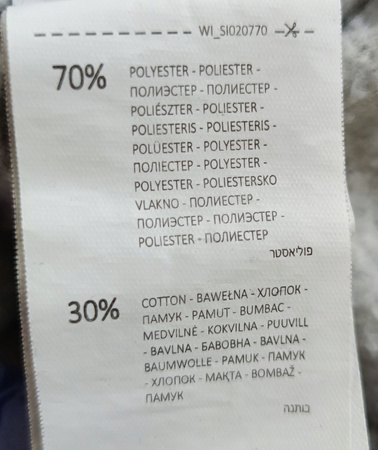 WI_SI020770
70% POLYESTER - POLIESTER -
ПОЛИЭСТЕР - ПОЛИЕСТЕР -
POLIÉSZTER - POLIESTER -
POLIESTERIS - POLIESTERIS -
POLÜESTER - POLYESTER -
ПОЛІЕСТЕР - POLYESTER -
POLYESTER - POLIESTERSKO
VLAKNO - ПОЛИЕСТЕР -
ПОЛИЭСТЕР - ПОЛИЭСТЕР -
POLIESTER - ПОЛИЕСТЕР
פוליאסטר
30% COTTON - BAWEŁNA - ХЛОПОК -
ПАМУК - PAMUT - BUMBAC -
MEDVILNĖ - KOKVILNA - PUUVILL
- BAVLNA - БАВОВНА - BAVLNA -
BAUMWOLLE - PAMUK - ПАМУК
- ХЛОПОК - МАҚТА - BOMBAŽ -
ПАМУК
כותנה